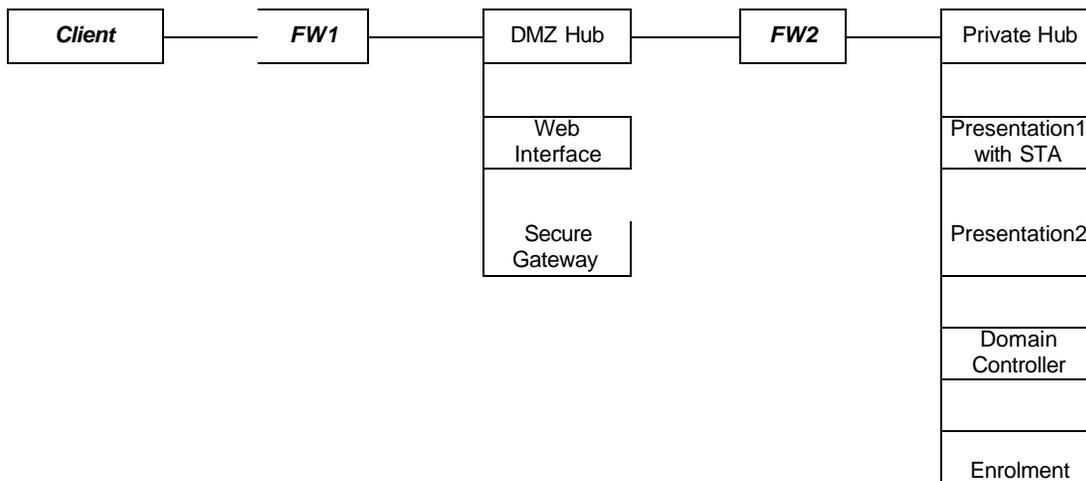 Client
FW1
DMZ Hub
FW2
Private Hub
Web
Interface
Presentation1
with STA
Secure
Gateway
Presentation2
Domain
Controller
Enrolment